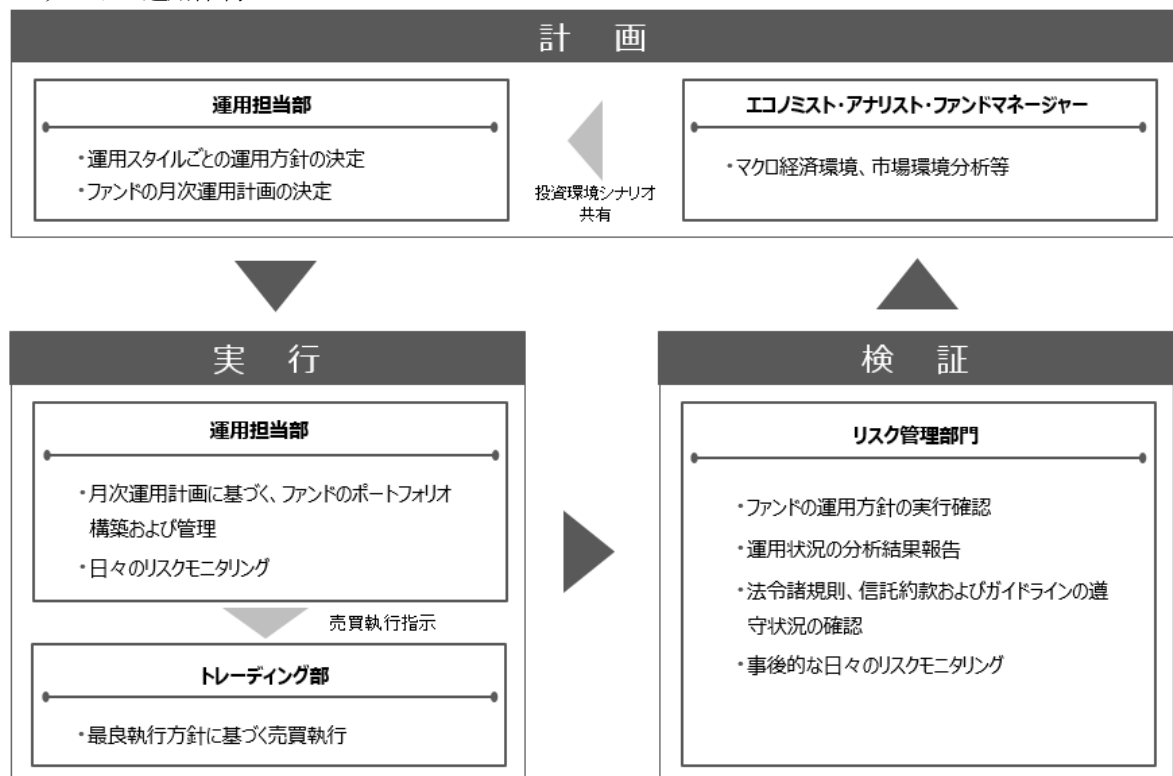 計 画
運用担当部
・運用スタイルごとの運用方針の決定
・ファンドの月次運用計画の決定
投資環境シナリオ
共有
エコノミスト・アナリスト・ファンドマネージャー
・マクロ経済環境、市場環境分析等
実 行
運用担当部
・月次運用計画に基づく、ファンドのポートフォリオ
構築および管理
・日々のリスクモニタリング
売買執行指示
トレーディング部
・最良執行方針に基づく売買執行
検 証
リスク管理部門
・ファンドの運用方針の実行確認
・運用状況の分析結果報告
・法令諸規則、信託約款およびガイドラインの遵
守状況の確認
・事後的な日々のリスクモニタリング